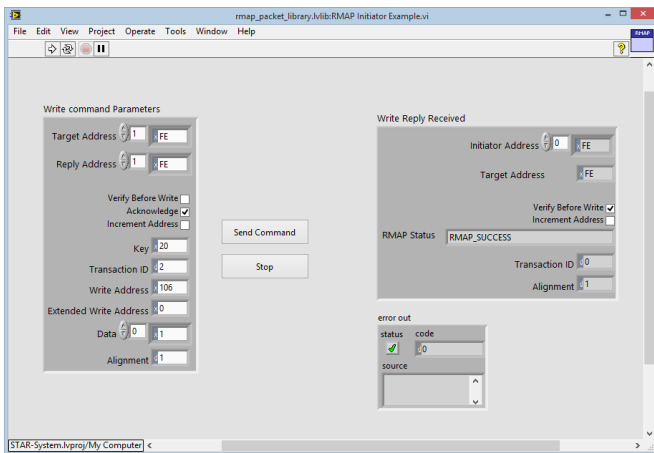 rmap_packet_library.lvlib:RMAP Initiator Example.vi
File Edit View Project Operate Tools Window Help
RMAP
Write command Parameters
Target Address 1 x FE
Reply Address 1 x FE
Verify Before Write
Acknowledge
Increment Address
Key x 20
Transaction ID d 2
Write Address x 106
Extended Write Address x 0
Data 0 x 1
Alignment d 1
Send Command
Stop
Write Reply Received
Initiator Address 0 x FE
Target Address x FE
Verify Before Write
Increment Address
RMAP Status RMAP_SUCCESS
Transaction ID d 0
Alignment d 1
error out
status code
d 0
source
STAR-System.lvproj/My Computer